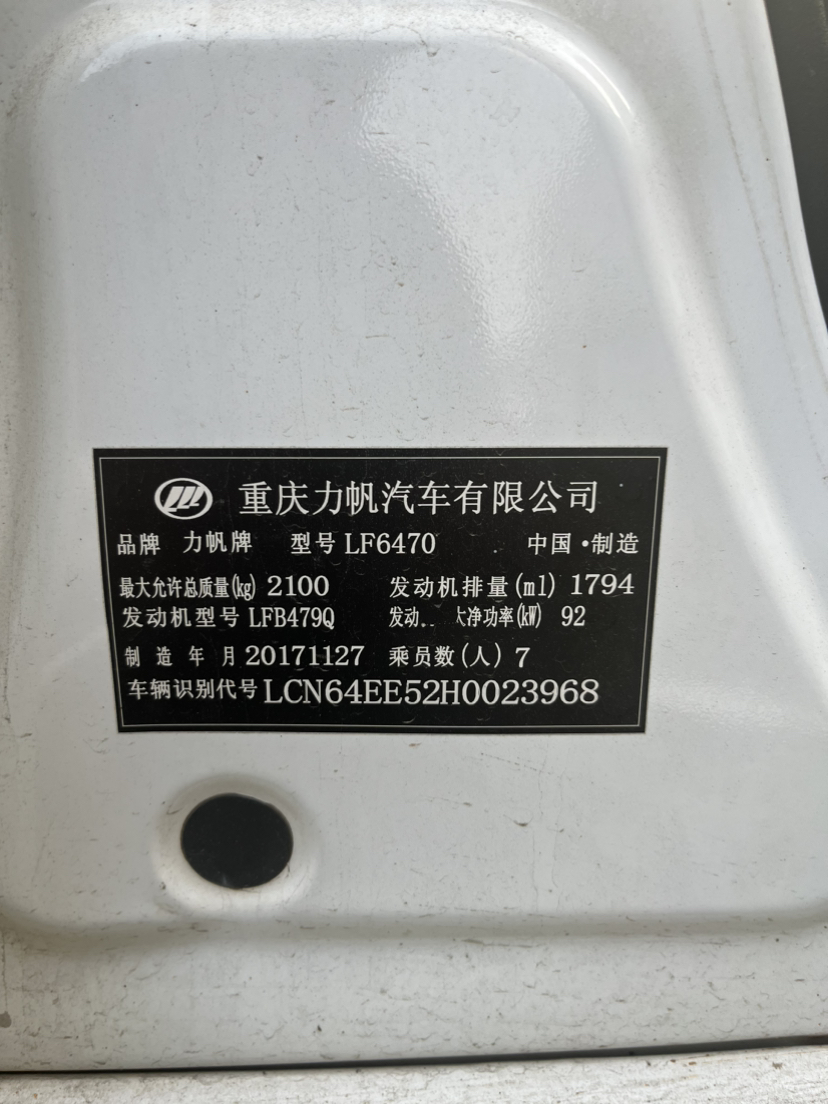 重庆力帆汽车有限公司
品牌 力帆牌 型号 LF6470 中国·制造
最大允许总质量(kg) 2100 发动机排量(ml) 1794
发动机型号 LFB479Q 发动 净功率(kW) 92
制造年月 20171127 乘员数(人) 7
车辆识别代号 LCN64EE52H0023968